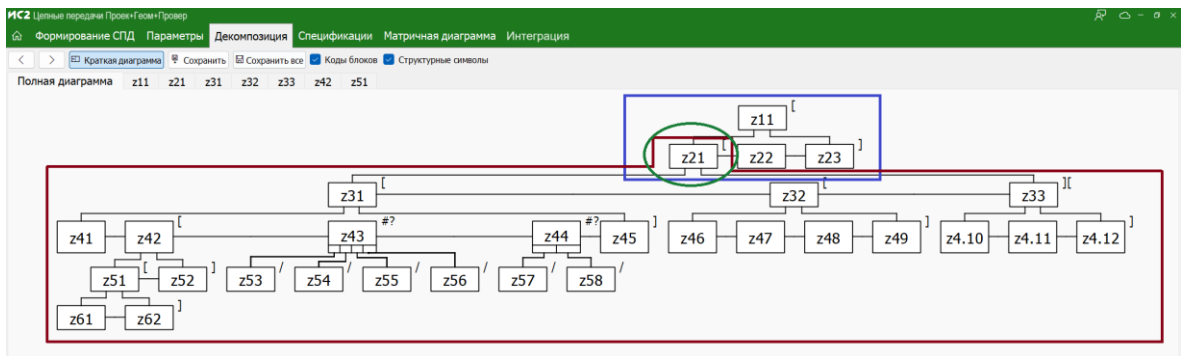 ИС2 Цепные передачи Проек+Геом+Провер
Формирование СПД Параметры Декомпозиция Спецификации Матричная диаграмма Интеграция
Краткая диаграмма Сохранить Сохранить все Коды блоков Структурные символы
Полная диаграмма z11 z21 z31 z32 z33 z42 z51
z11 [
z21 [ z22 z23 ]
z31 [ z32 [ z33 ][
z41 z42 [ z43 #? z44 #? z45 ] z46 z47 z48 z49 ] z4.10 z4.11 z4.12 ]
z51 [ z52 ] z53 / z54 / z55 / z56 / z57 / z58 /
z61 z62 ]